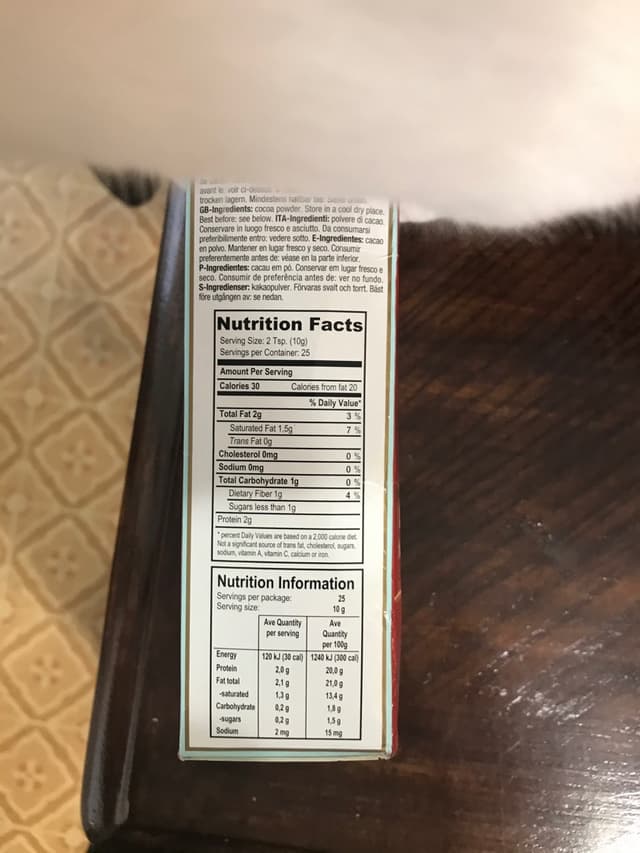 avant le: voir ci-dessous
trocken lagern. Mindestens haltbar bis: siehe unten
GB-Ingredients: cocoa powder. Store in a cool dry place.
Best before: see below. ITA-Ingredienti: polvere di cacao.
Conservare in luogo fresco e asciutto. Da consumarsi
preferibilmente entro: vedere sotto. E-Ingredientes: cacao
en polvo. Mantener en lugar fresco y seco. Consumir
preferentemente antes de: véase en la parte inferior.
P-Ingredientes: cacau em pó. Conservar em lugar fresco e
seco. Consumir de preferência antes de: ver no fundo.
S-Ingredienser: kakaopulver. Förvaras svalt och torrt. Bäst
före utgången av: se nedan.
Nutrition Facts
Serving Size: 2 Tsp. (10g)
Servings per Container: 25
Amount Per Serving
Calories 30 Calories from fat 20
% Daily Value*
Total Fat 2g 3 %
Saturated Fat 1.5g 7 %
Trans Fat 0g
Cholesterol 0mg 0 %
Sodium 0mg 0 %
Total Carbohydrate 1g 0 %
Dietary Fiber 1g 4 %
Sugars less than 1g
Protein 2g
*percent Daily Values are based on a 2,000 calorie diet.
Not a significant source of trans fat, cholesterol, sugars,
sodium, vitamin A, vitamin C, calcium or iron.
Nutrition Information
Servings per package: 25
Serving size: 10 g
Ave Quantity Ave
per serving Quantity
per 100g
Energy 120 kJ (30 cal) 1240 kJ (300 cal)
Protein 2,0 g 20,0 g
Fat total 2,1 g 21,0 g
-saturated 1,3 g 13,4 g
Carbohydrate 0,2 g 1,8 g
-sugars 0,2 g 1,5 g
Sodium 2 mg 15 mg